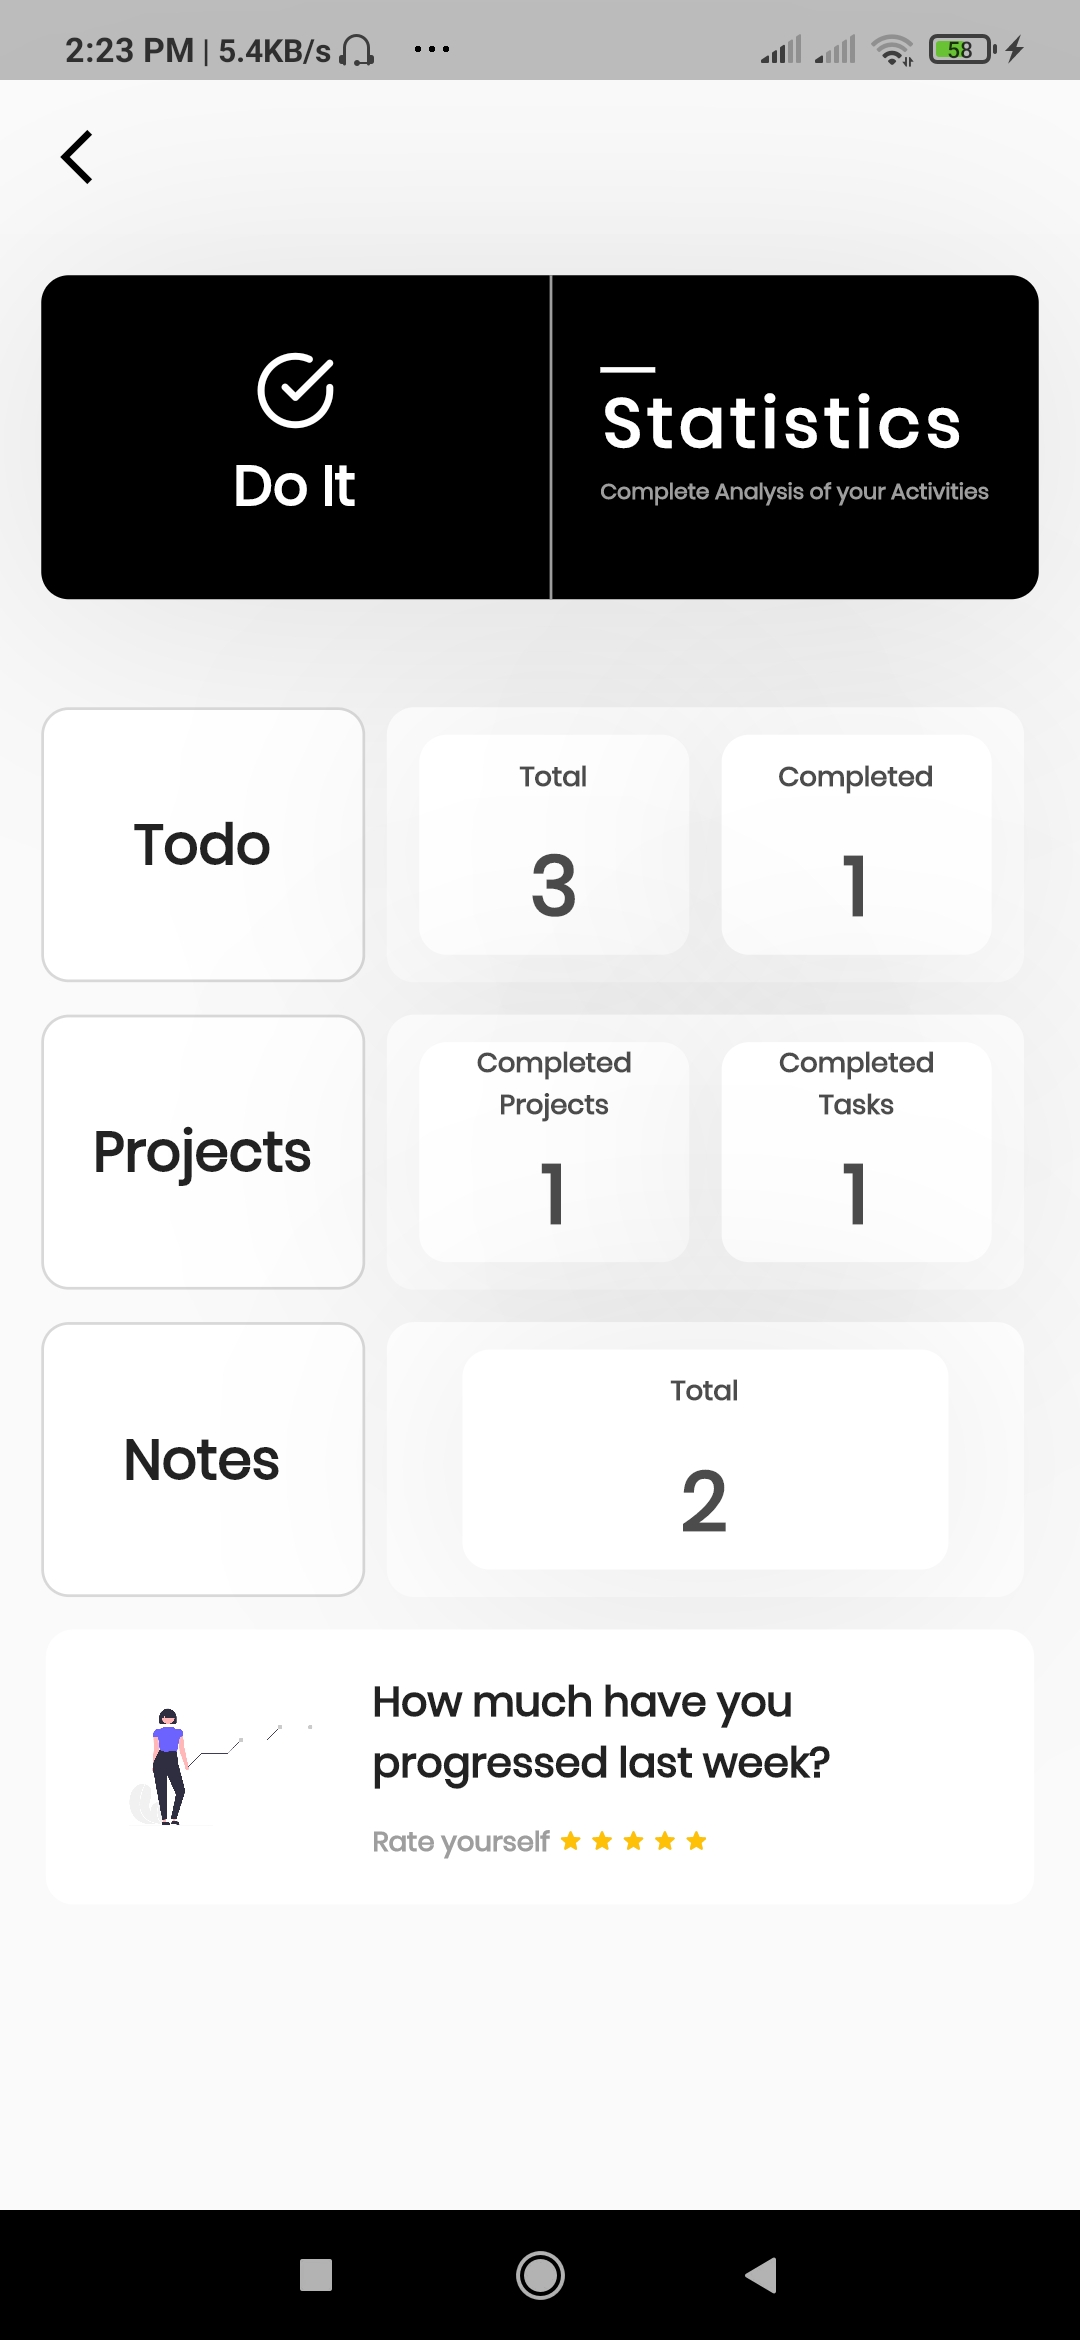 2:23 PM | 5.4KB/s ... 58
Do It
Statistics
Complete Analysis of your Activities
Todo
Total
3
Completed
1
Projects
Completed
Projects
1
Completed
Tasks
1
Notes
Total
2
How much have you
progressed last week?
Rate yourself